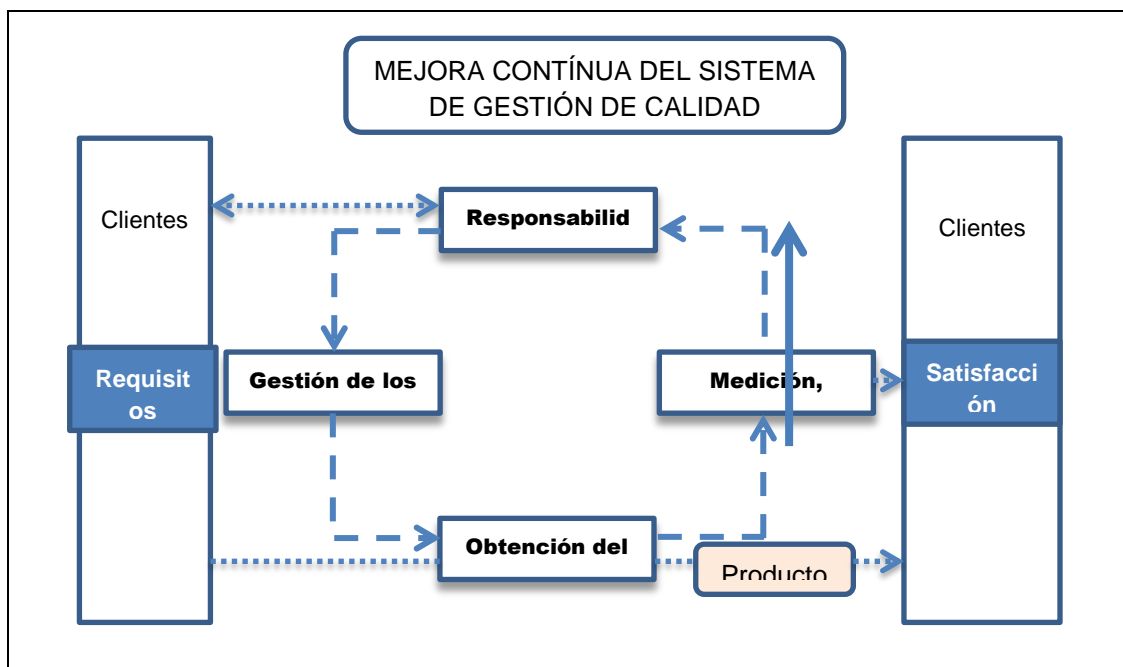 MEJORA CONTÍNUA DEL SISTEMA
DE GESTIÓN DE CALIDAD
Clientes
Responsabilid
Clientes
Requisit
os
Gestión de los
Medición,
Satisfacci
ón
Obtención del
Producto